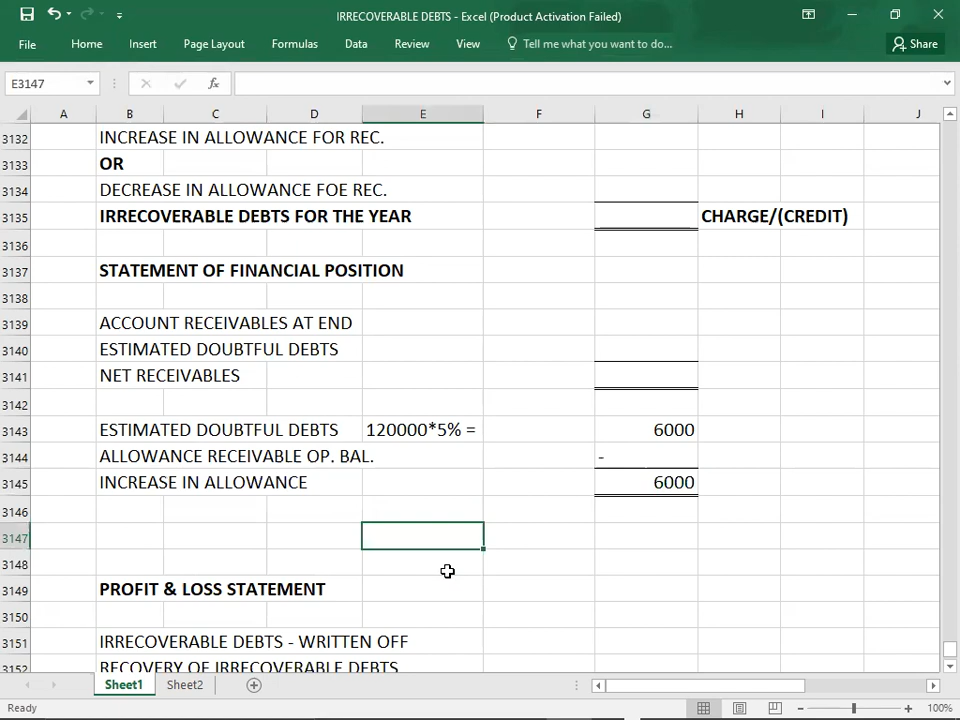 IRRECOVERABLE DEBTS - Excel (Product Activation Failed)
File Home Insert Page Layout Formulas Data Review View Tell me what you want to do... Share
E3147 fx
A B C D E F G H I J
3132 INCREASE IN ALLOWANCE FOR REC.
3133 OR
3134 DECREASE IN ALLOWANCE FOE REC.
3135 IRRECOVERABLE DEBTS FOR THE YEAR CHARGE/(CREDIT)
3136
3137 STATEMENT OF FINANCIAL POSITION
3138
3139 ACCOUNT RECEIVABLES AT END
3140 ESTIMATED DOUBTFUL DEBTS
3141 NET RECEIVABLES
3142
3143 ESTIMATED DOUBTFUL DEBTS 120000*5% = 6000
3144 ALLOWANCE RECEIVABLE OP. BAL. -
3145 INCREASE IN ALLOWANCE 6000
3146
3147
3148
3149 PROFIT & LOSS STATEMENT
3150
3151 IRRECOVERABLE DEBTS - WRITTEN OFF
3152 RECOVERY OF IRRECOVERABLE DEBTS
Sheet1 Sheet2
Ready 100%